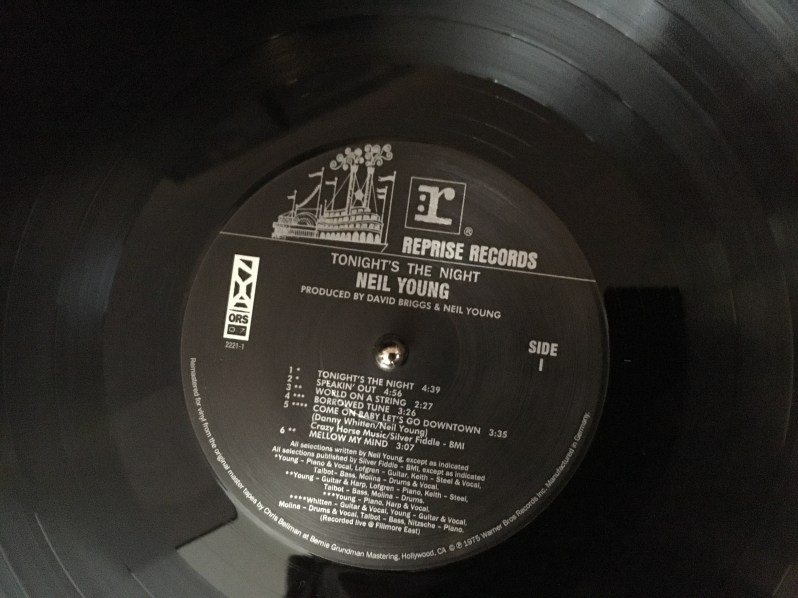 r
®
REPRISE RECORDS
TONIGHT'S THE NIGHT
NEIL YOUNG
PRODUCED BY DAVID BRIGGS & NEIL YOUNG
NYA
ORS
07
2221-1
SIDE
1
1 * TONIGHT'S THE NIGHT 4:39
2 * SPEAKIN' OUT 4:56
3 ** WORLD ON A STRING 2:27
4 *** BORROWED TUNE 3:26
5 **** COME ON BABY LET'S GO DOWNTOWN 3:35
(Danny Whitten/Neil Young)
Crazy Horse Music/Silver Fiddle - BMI
6 ** MELLOW MY MIND 3:07
All selections written by Neil Young, except as indicated
All selections published by Silver Fiddle - BMI, except as indicated
*Young - Piano & Vocal, Lofgren - Guitar, Keith - Steel & Vocal,
Talbot- Bass, Molina - Drums & Vocal.
**Young - Guitar & Harp, Lofgren - Piano, Keith - Steel,
Talbot - Bass, Molina - Drums.
***Young - Piano, Harp & Vocal.
****Whitten - Guitar & Vocal, Young - Guitar & Vocal,
Molina - Drums & Vocal, Talbot - Bass, Nitzsche - Piano.
(Recorded live @ Fillmore East)
Remastered for vinyl from the original master tapes by Chris Bellman at Bernie Grundman Mastering, Hollywood, CA © ℗ 1975 Warner Bros Records Inc. Manufactured in Germany.